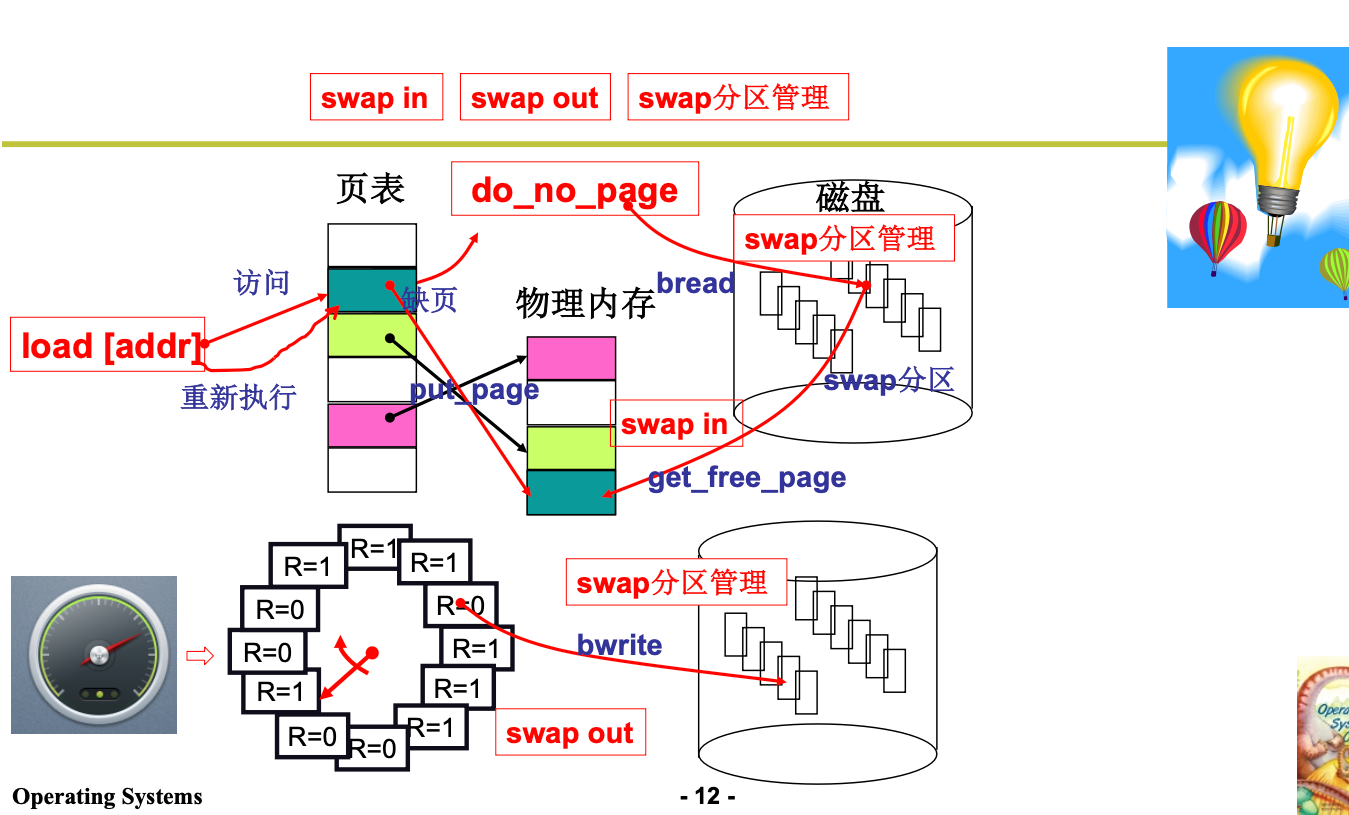 swap in
swap out
swap分区管理
页表
do_no_page
磁盘
swap分区管理
访问
缺页
bread
物理内存
load [addr]
重新执行
put_page
swap分区
swap in
get_free_page
R=1
R=1
R=1
R=0
R=0
R=0
R=1
R=1
R=1
R=1
R=0
R=0
swap分区管理
bwrite
swap out
Operating Systems
- 12 -